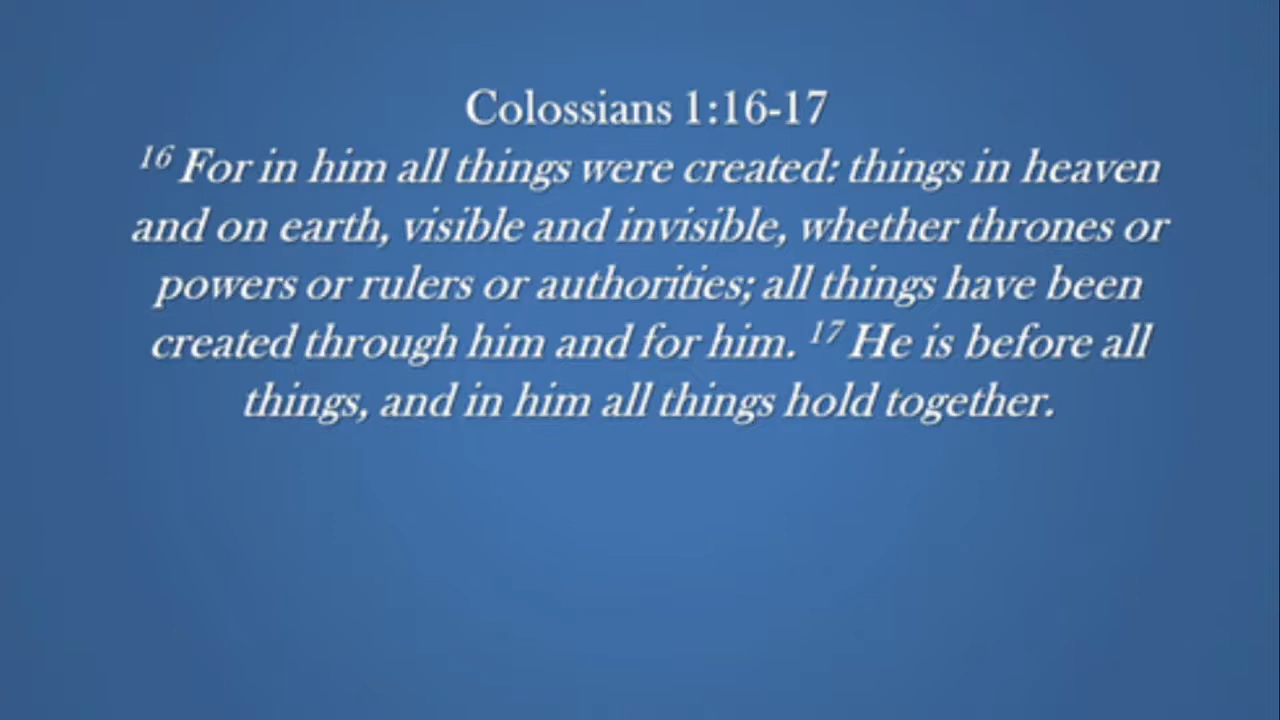 Colossians 1:16-17
16 For in him all things were created: things in heaven
and on earth, visible and invisible, whether thrones or
powers or rulers or authorities; all things have been
created through him and for him. 17 He is before all
things, and in him all things hold together.